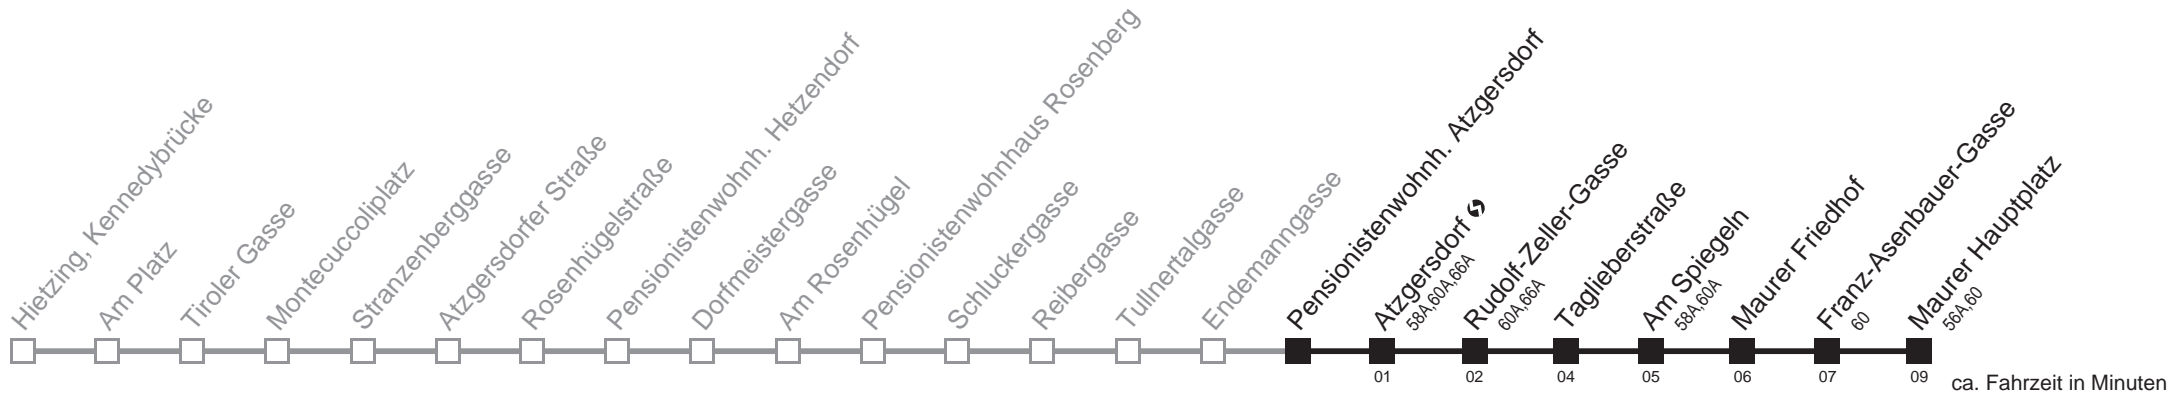 Hietzing, Kennedybrücke
Am Platz
Tiroler Gasse
Montecuccoliplatz
Stranzenberggasse
Atzgersdorfer Straße
Rosenhügelstraße
Pensionistenwohnh. Hetzendorf
Dorfmeistergasse
Am Rosenhügel
Pensionistenwohnhaus Rosenberg
Schluckergasse
Reibergasse
Tullnertalgasse
Endemanngasse
Pensionistenwohnh. Atzgersdorf
Atzgersdorf
58A,60A,66A
Rudolf-Zeller-Gasse
60A,66A
Taglieberstraße
Am Spiegeln
58A,60A
Maurer Friedhof
Franz-Asenbauer-Gasse
60
Maurer Hauptplatz
56A,60
01 02 04 05 06 07 09
ca. Fahrzeit in Minuten